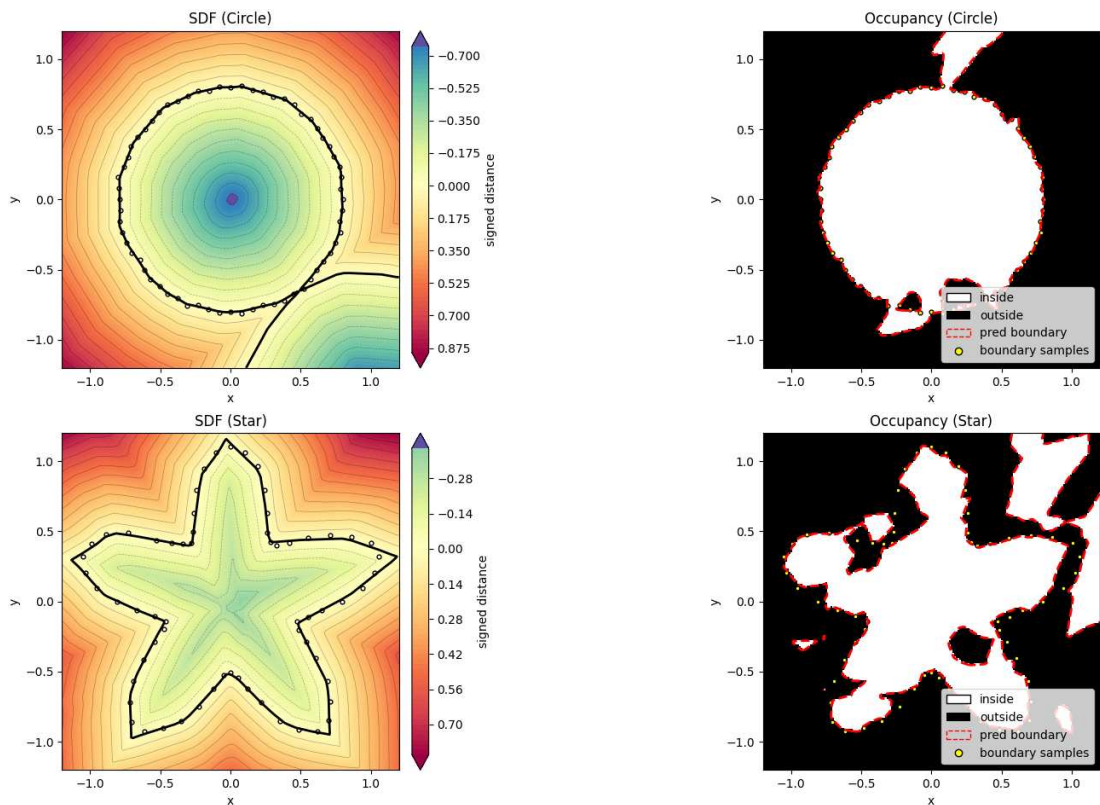 SDF (Circle)
1.0
0.5
0.0
−0.5
−1.0
y
−1.0
−0.5
0.0
0.5
1.0
x
−0.700
−0.525
−0.350
−0.175
0.000
0.175
0.350
0.525
0.700
0.875
signed distance
Occupancy (Circle)
1.0
0.5
0.0
−0.5
−1.0
y
−1.0
−0.5
0.0
0.5
1.0
x
inside
outside
pred boundary
boundary samples
SDF (Star)
1.0
0.5
0.0
−0.5
−1.0
y
−1.0
−0.5
0.0
0.5
1.0
x
−0.28
−0.14
0.00
0.14
0.28
0.42
0.56
0.70
signed distance
Occupancy (Star)
1.0
0.5
0.0
−0.5
−1.0
y
−1.0
−0.5
0.0
0.5
1.0
x
inside
outside
pred boundary
boundary samples